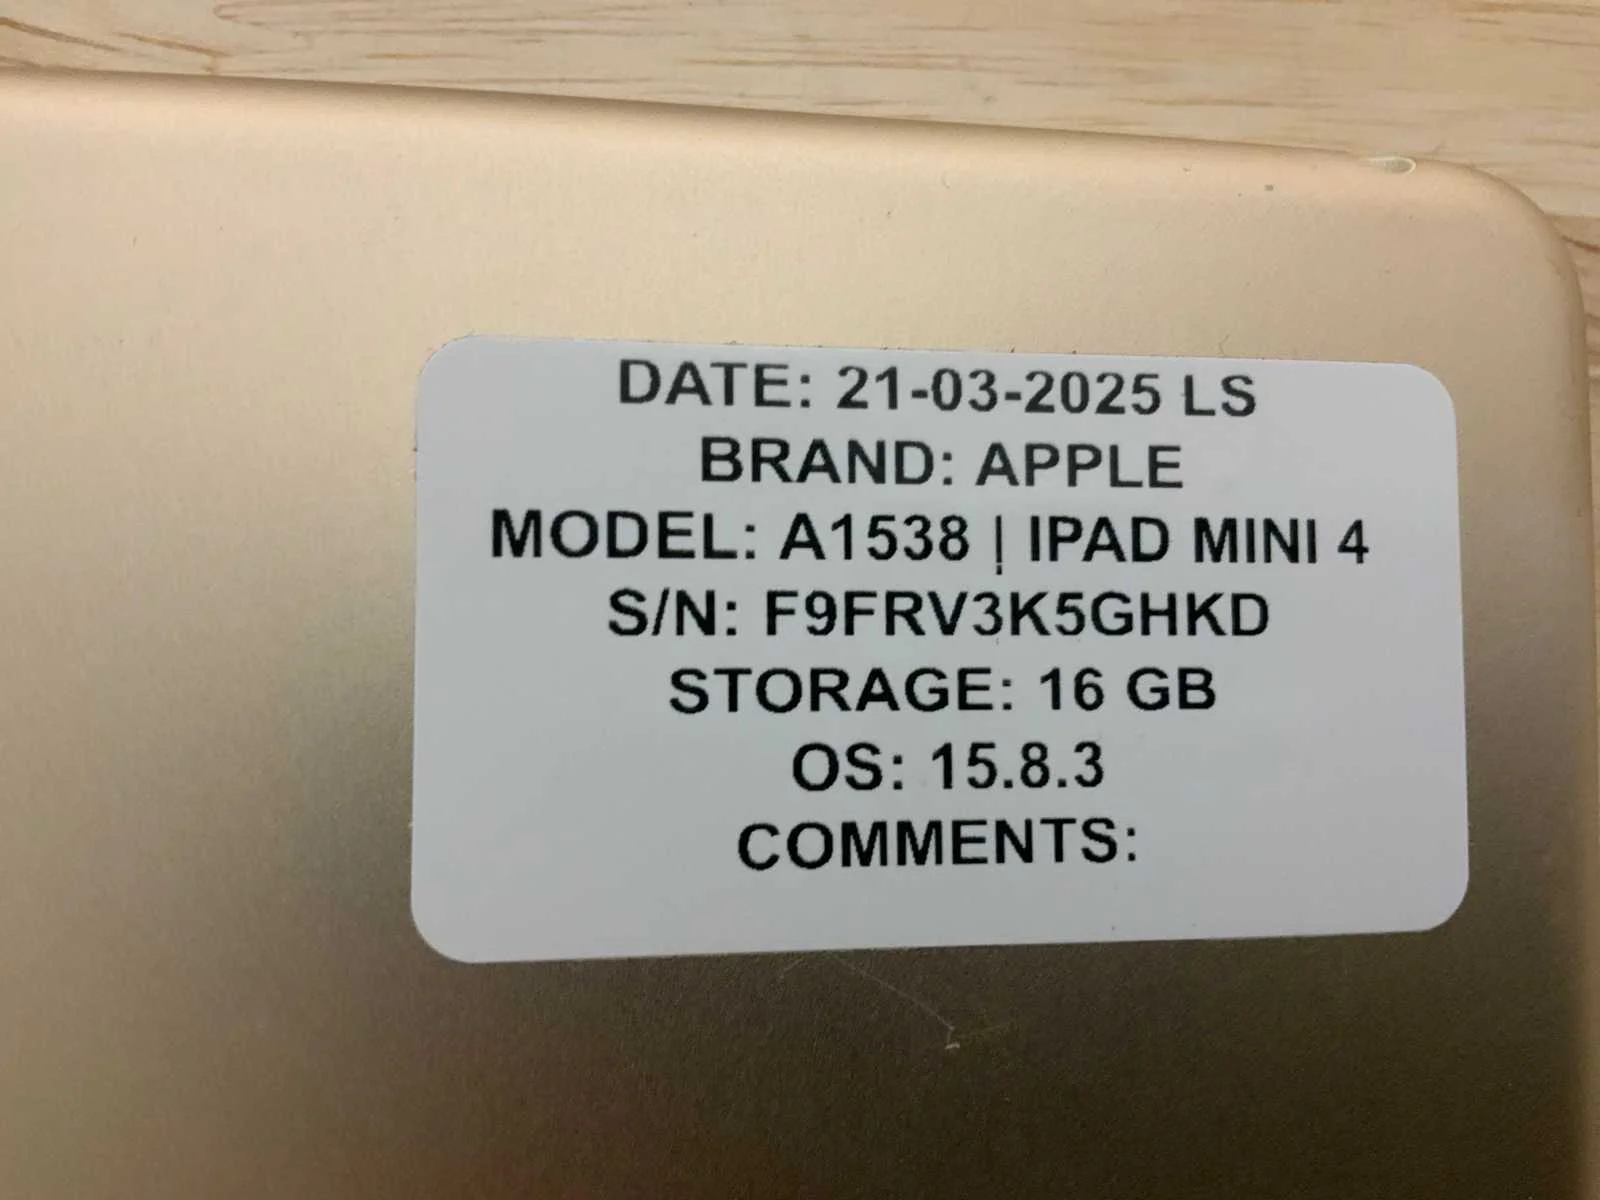 DATE: 21-03-2025 LS
BRAND: APPLE
MODEL: A1538 | IPAD MINI 4
S/N: F9FRV3K5GHKD
STORAGE: 16 GB
OS: 15.8.3
COMMENTS: